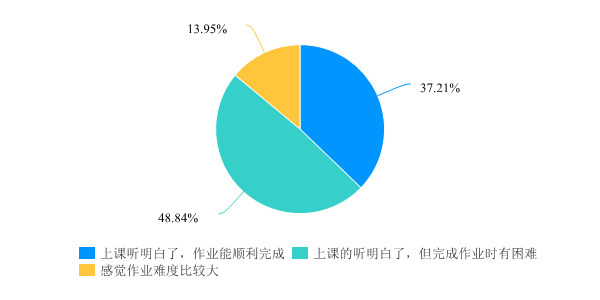 13.95%
37.21%
48.84%
上课听明白了，作业能顺利完成
上课的听明白了，但完成作业时有困难
感觉作业难度比较大